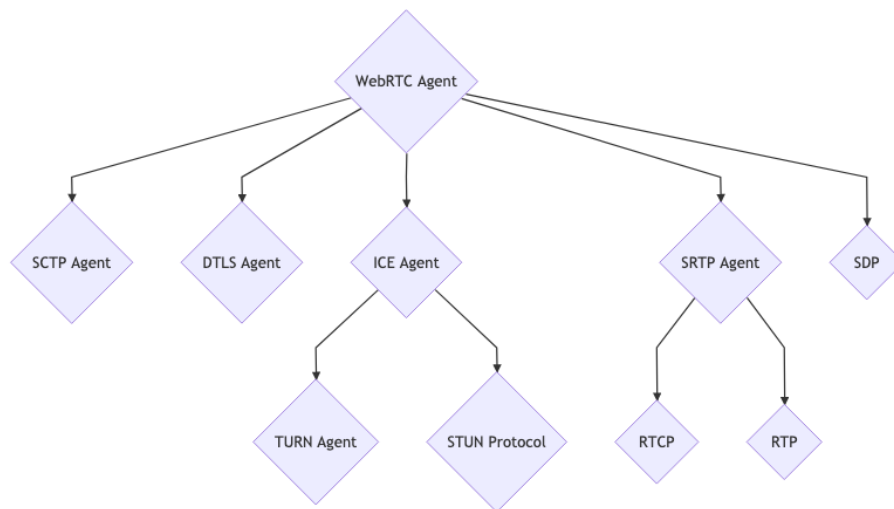 WebRTC Agent
SCTP Agent
DTLS Agent
ICE Agent
SRTP Agent
SDP
TURN Agent
STUN Protocol
RTCP
RTP